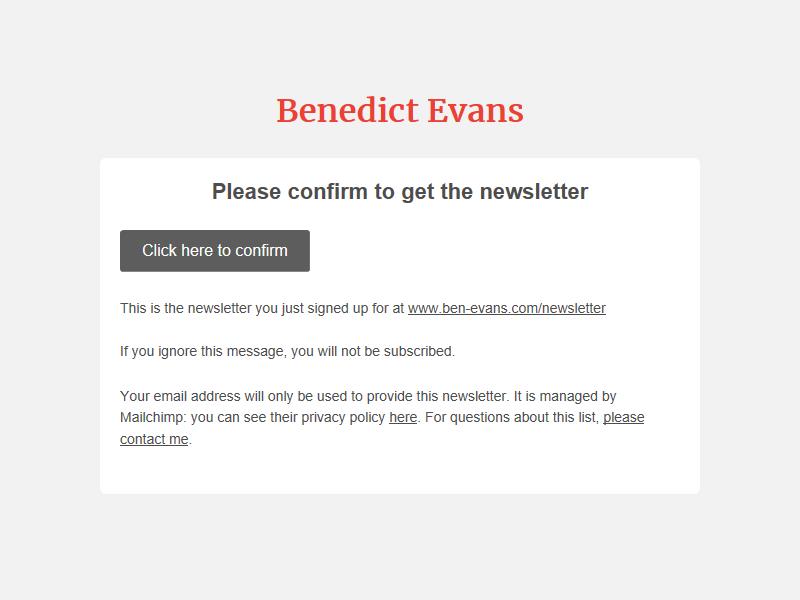 Benedict Evans
Please confirm to get the newsletter
Click here to confirm
This is the newsletter you just signed up for at www.ben-evans.com/newsletter
If you ignore this message, you will not be subscribed.
Your email address will only be used to provide this newsletter. It is managed by
Mailchimp: you can see their privacy policy here. For questions about this list, please
contact me.